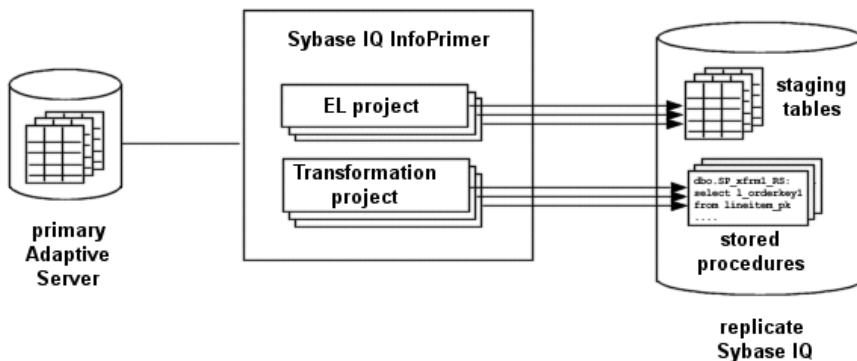 Sybase IQ InfoPrimer
EL project
Transformation
project
primary
Adaptive
Server
staging
tables
dbo.SP_xfrm1_RS:
select l_orderkey1
from lineitem_pk
....
stored
procedures
replicate
Sybase IQ